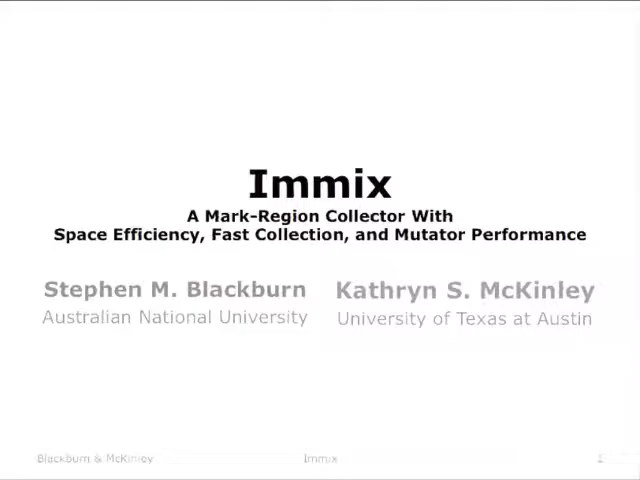 Immix
A Mark-Region Collector With
Space Efficiency, Fast Collection, and Mutator Performance
Stephen M. Blackburn
Kathryn S. McKinley
Australian National University
University of Texas at Austin
Blackburn & McKinley
Immix